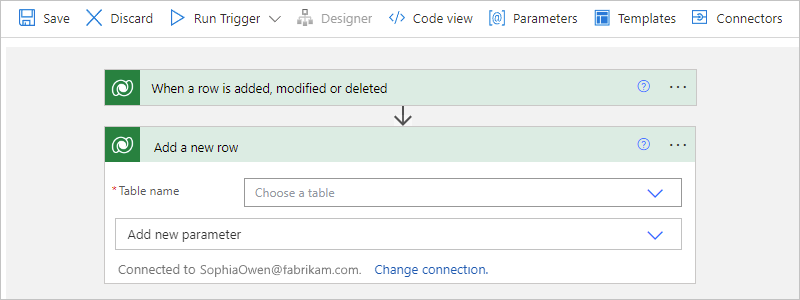 Save Discard Run Trigger Designer Code view Parameters Templates Connectors
When a row is added, modified or deleted
Add a new row
*Table name Choose a table
Add new parameter
Connected to SophiaOwen@fabrikam.com. Change connection.